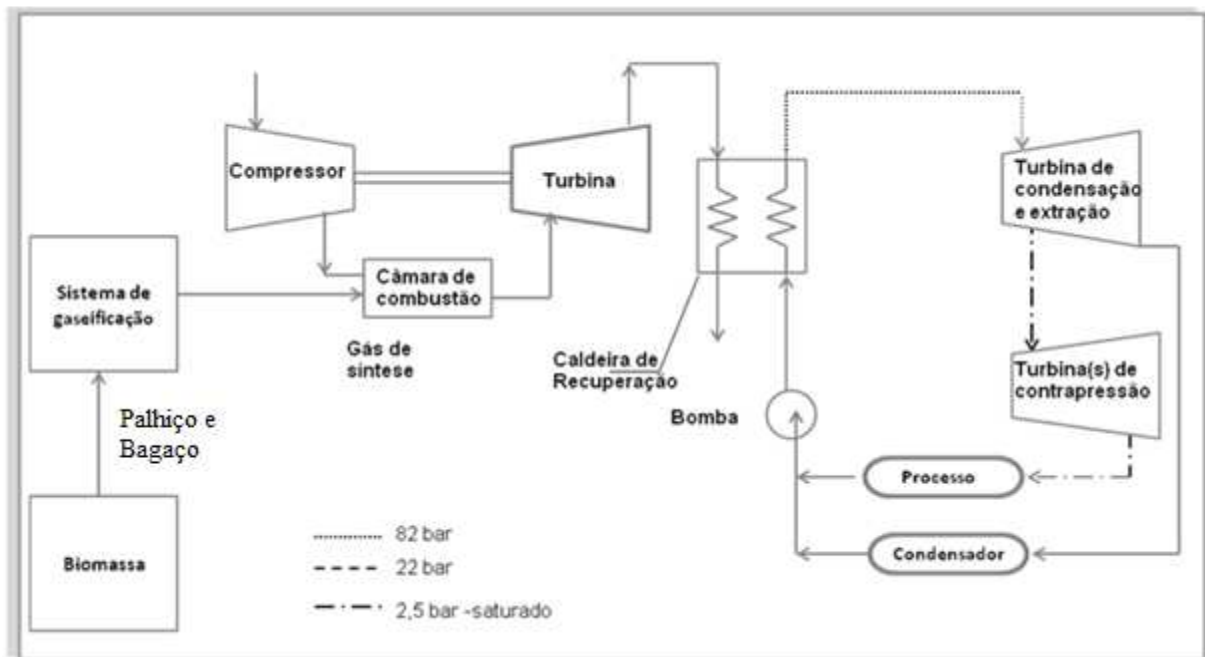 Compressor
Turbina
Turbina de
condensação
e extração
Sistema de
gaseificação
Câmara de
combustão
Gás de
síntese
Caldeira de
Recuperação
Turbina(s) de
contrapressão
Bomba
Palhiço e
Bagaço
Processo
Biomassa
82 bar
Condensador
22 bar
2,5 bar -saturado